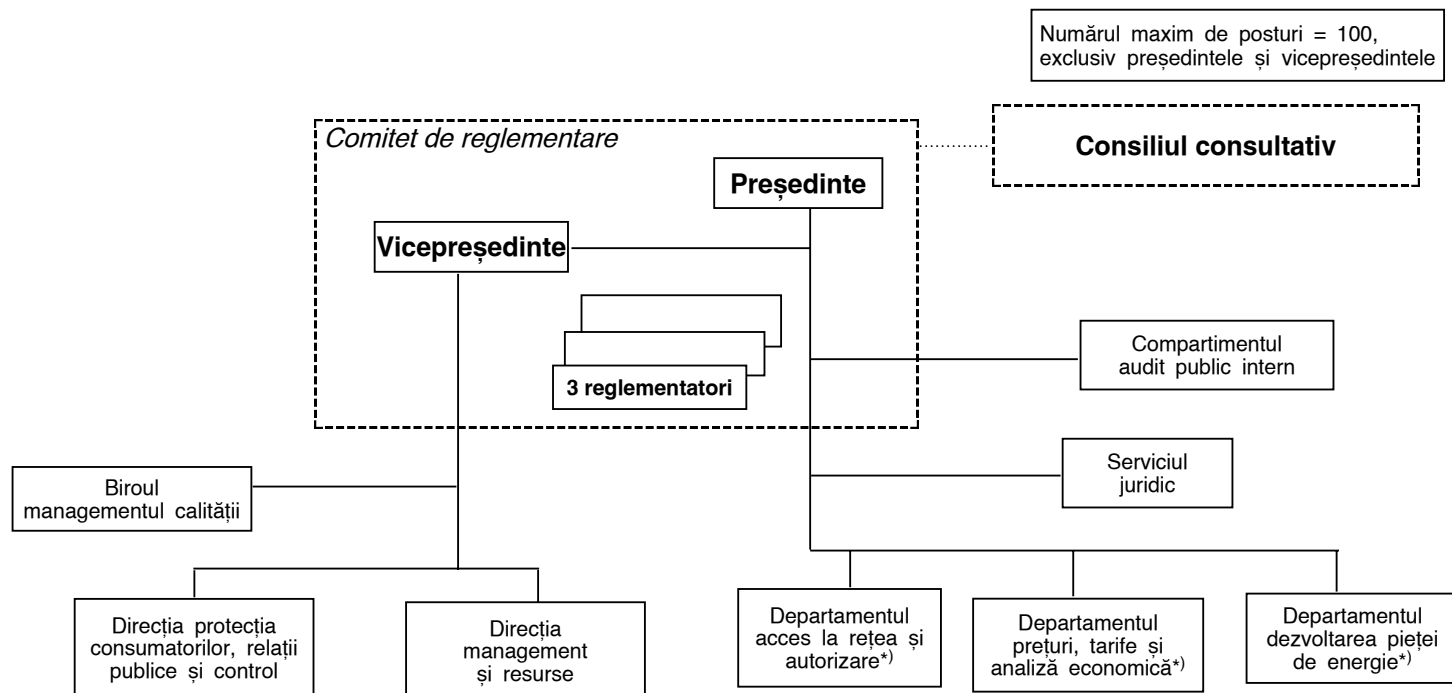 Numărul maxim de posturi = 100,
exclusiv președintele și vicepreședintele
Comitet de reglementare
Consiliul consultativ
Președinte
Vicepreședinte
3 reglementatori
Compartimentul
audit public intern
Serviciul
juridic
Biroul
managementul calității
Direcția protecția
consumatorilor, relații
publice și control
Direcția
management
și resurse
Departamentul
acces la rețea și
autorizare*)
Departamentul
prețuri, tarife și
analiză economică*)
Departamentul
dezvoltarea pieței
de energie*)